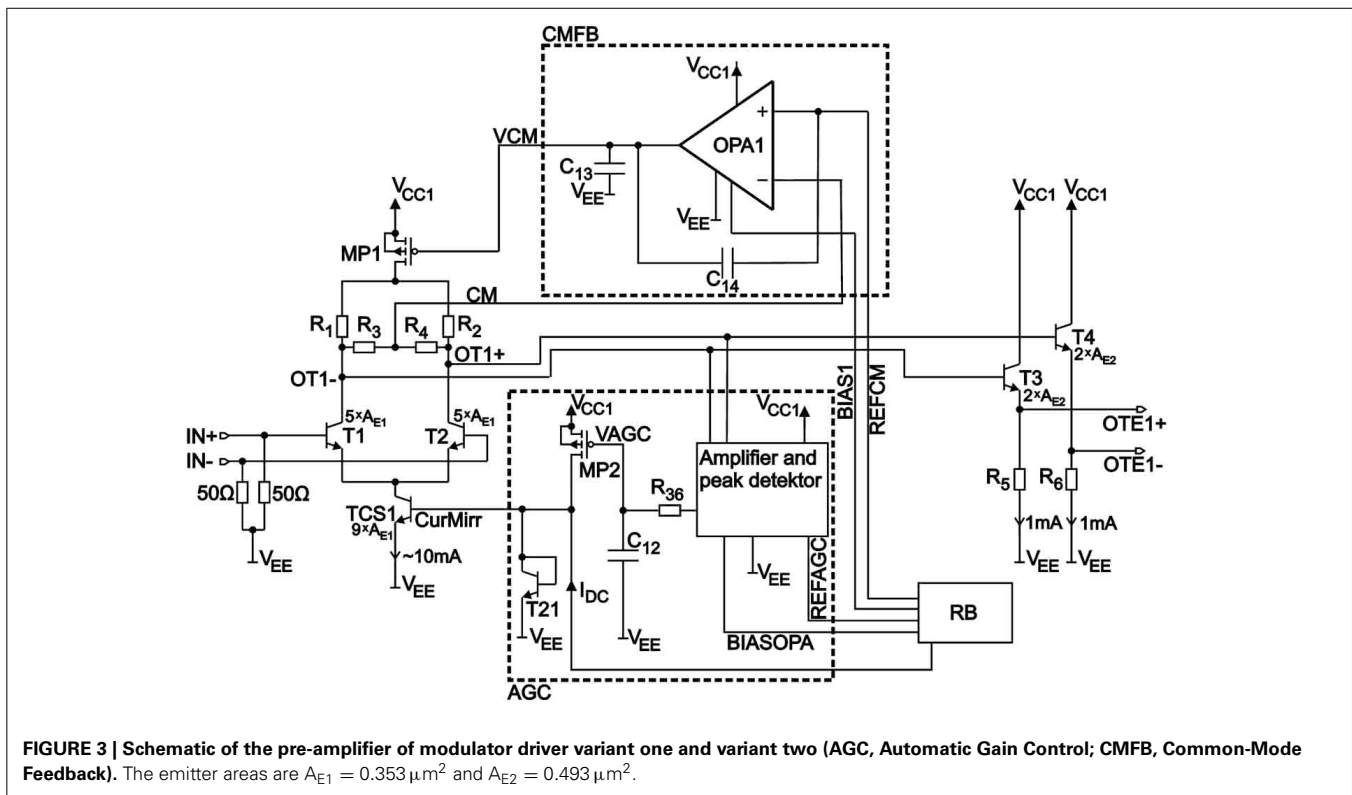 CMFB
V_CC1
VCM
+
OPA1
−
C_13
V_EE
V_EE
C_14
V_CC1
MP1
CM
R_1
R_3
R_4
R_2
OT1+
OT1-
V_CC1
V_CC1
T4
2×A_E2
T3
2×A_E2
OTE1+
OTE1-
R_5
R_6
1mA
1mA
V_EE
V_EE
BIAS1
REFCM
IN+
IN-
5×A_E1
5×A_E1
T1
T2
50Ω
50Ω
V_EE
TCS1
9×A_E1
CurMirr
~10mA
V_EE
V_CC1
VAGC
MP2
V_CC1
Amplifier and
peak detektor
R_36
C_12
V_EE
T21
V_EE
I_DC
V_EE
REFAGC
BIASOPA
RB
AGC
FIGURE 3 | Schematic of the pre-amplifier of modulator driver variant one and variant two (AGC, Automatic Gain Control; CMFB, Common-Mode
Feedback). The emitter areas are A_E1 = 0.353 μm² and A_E2 = 0.493 μm².